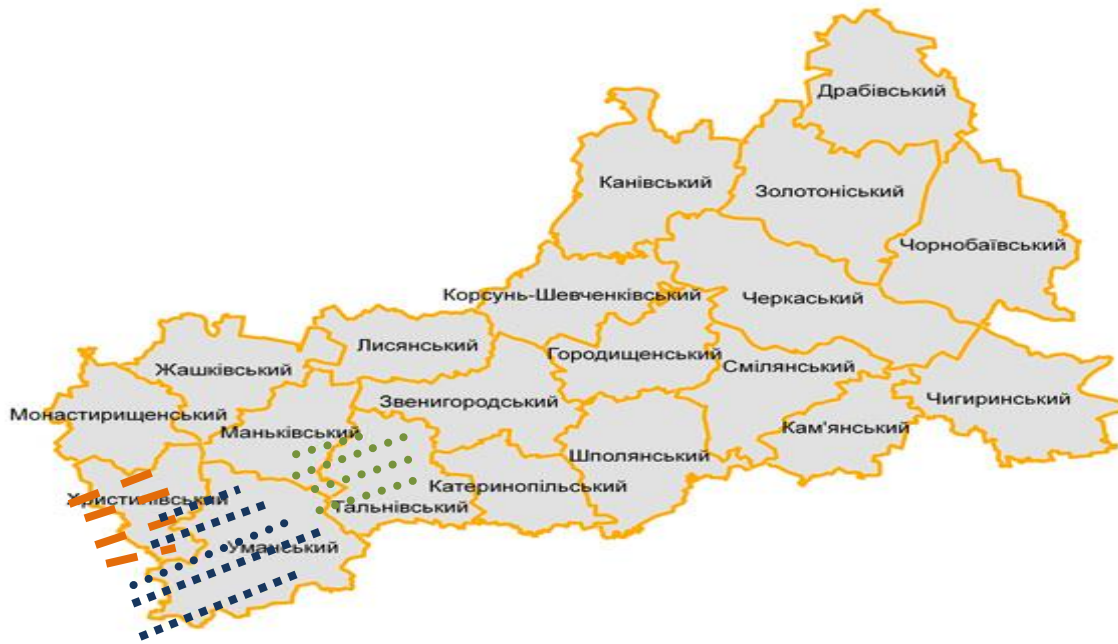 Драбівський
Канівський
Золотоніський
Чорнобаївський
Корсунь-Шевченківський
Черкаський
Лисянський
Городищенський
Жашківський
Смілянський
Звенигородський
Чигиринський
Монастирищенський
Маньківський
Кам'янський
Шполянський
Катеринопільський
Христинівський
Тальнівський
Уманський